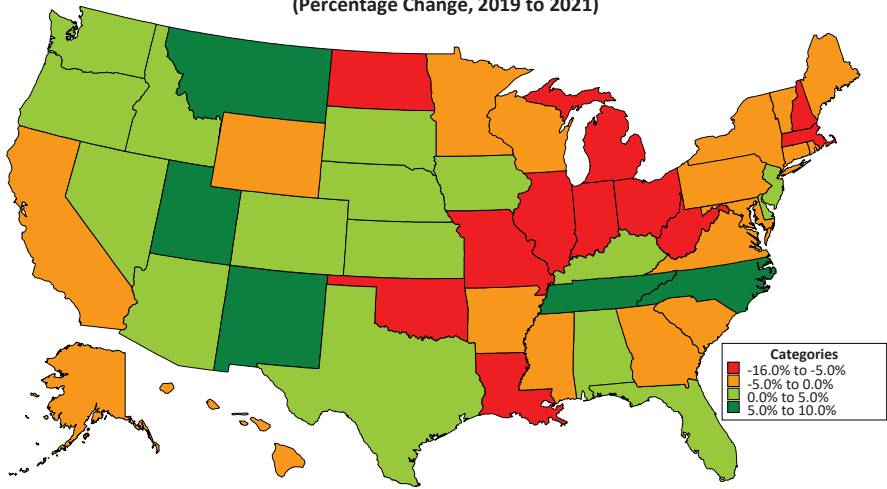 (Percentage Change, 2019 to 2021)
Categories
-16.0% to -5.0%
-5.0% to 0.0%
0.0% to 5.0%
5.0% to 10.0%